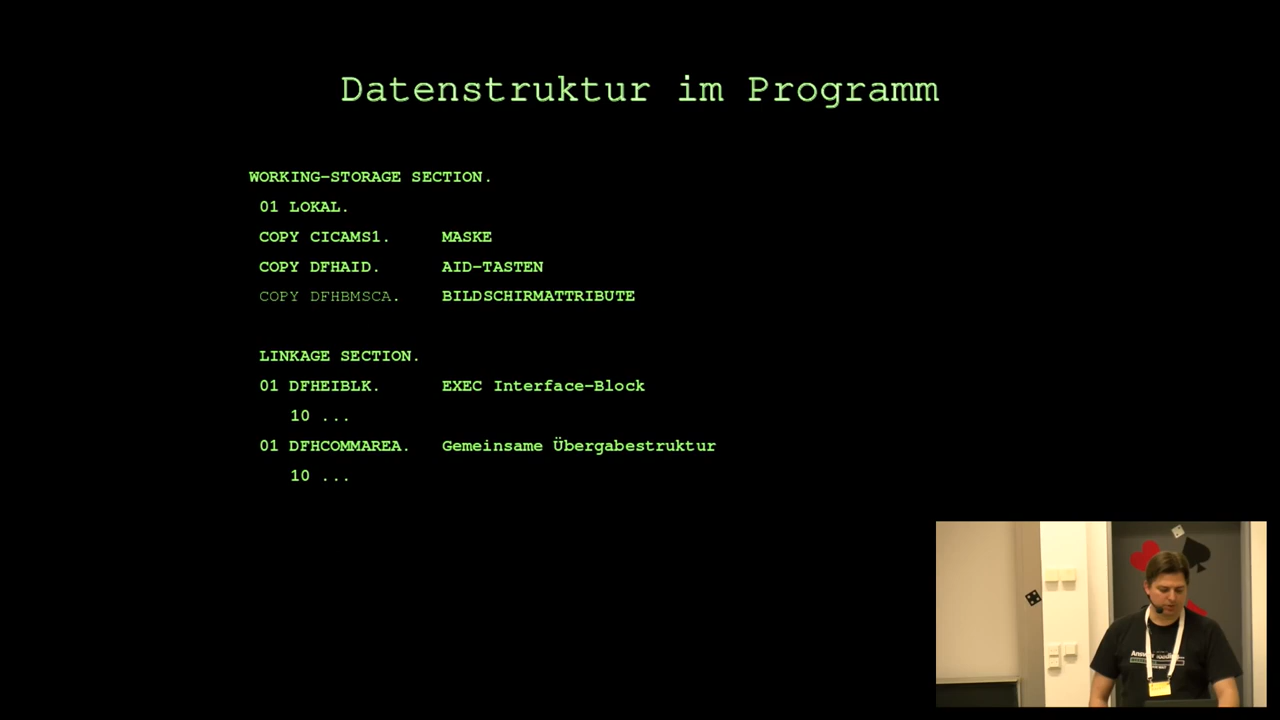 Datenstruktur im Programm
WORKING-STORAGE SECTION.
01 LOKAL.
COPY CICAMS1. MASKE
COPY DFHAID. AID-TASTEN
COPY DFHBMSCA. BILDSCHIRMATTRIBUTE
LINKAGE SECTION.
01 DFHEIBLK. EXEC Interface-Block
10 ...
01 DFHCOMMAREA. Gemeinsame Übergabestruktur
10 ...